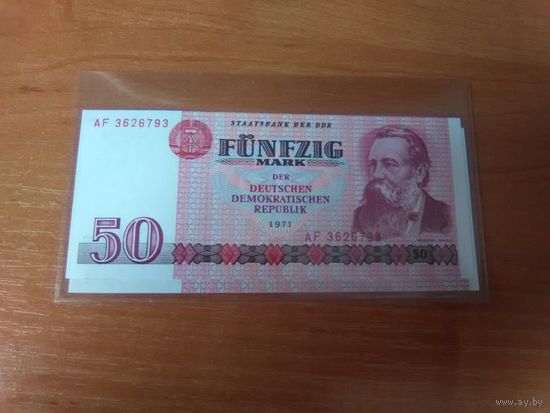 AF 3626793
STAATSBANK DER DDR
FÜNFZIG
MARK
DER
DEUTSCHEN
DEMOKRATISCHEN
REPUBLIK
1971
AF 3626793
50
50
www.ay.by